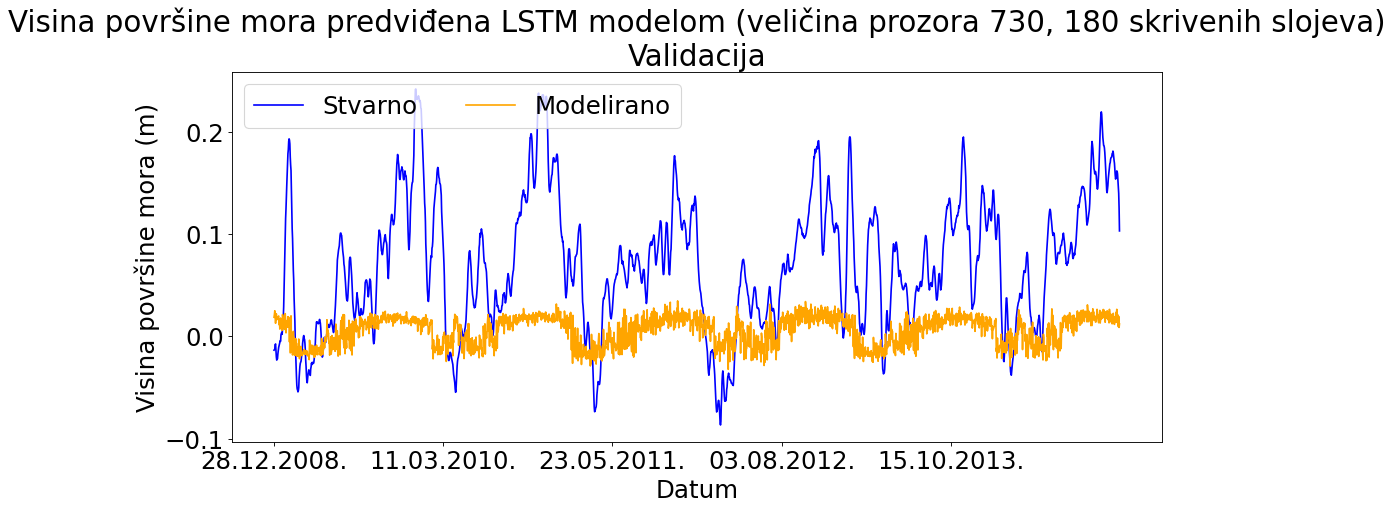 Visina površine mora predviđena LSTM modelom (veličina prozora 730, 180 skrivenih slojeva)
Validacija
Stvarno
Modelirano
Visina površine mora (m)
0.2
0.1
0.0
−0.1
28.12.2008.
11.03.2010.
23.05.2011.
03.08.2012.
15.10.2013.
Datum